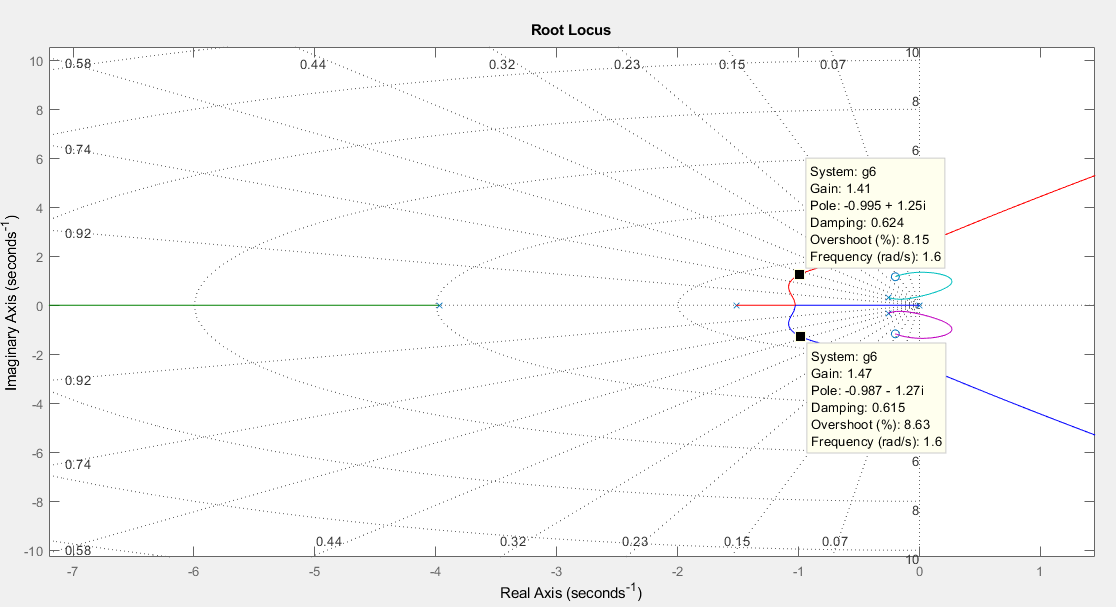 Root Locus
10
8
6
4
2
0
-2
-4
-6
-8
-10
Imaginary Axis (seconds-1)
0.58
0.44
0.32
0.23
0.15
0.07
10
0.74
8
6
0.92
System: g6
Gain: 1.41
Pole: -0.995 + 1.25i
Damping: 0.624
Overshoot (%): 8.15
Frequency (rad/s): 1.6
System: g6
Gain: 1.47
Pole: -0.987 - 1.27i
Damping: 0.615
Overshoot (%): 8.63
Frequency (rad/s): 1.6
0.92
0.74
6
8
0.58
0.44
0.32
0.23
0.15
0.07
10
-7
-6
-5
-4
-3
-2
-1
0
1
Real Axis (seconds-1)